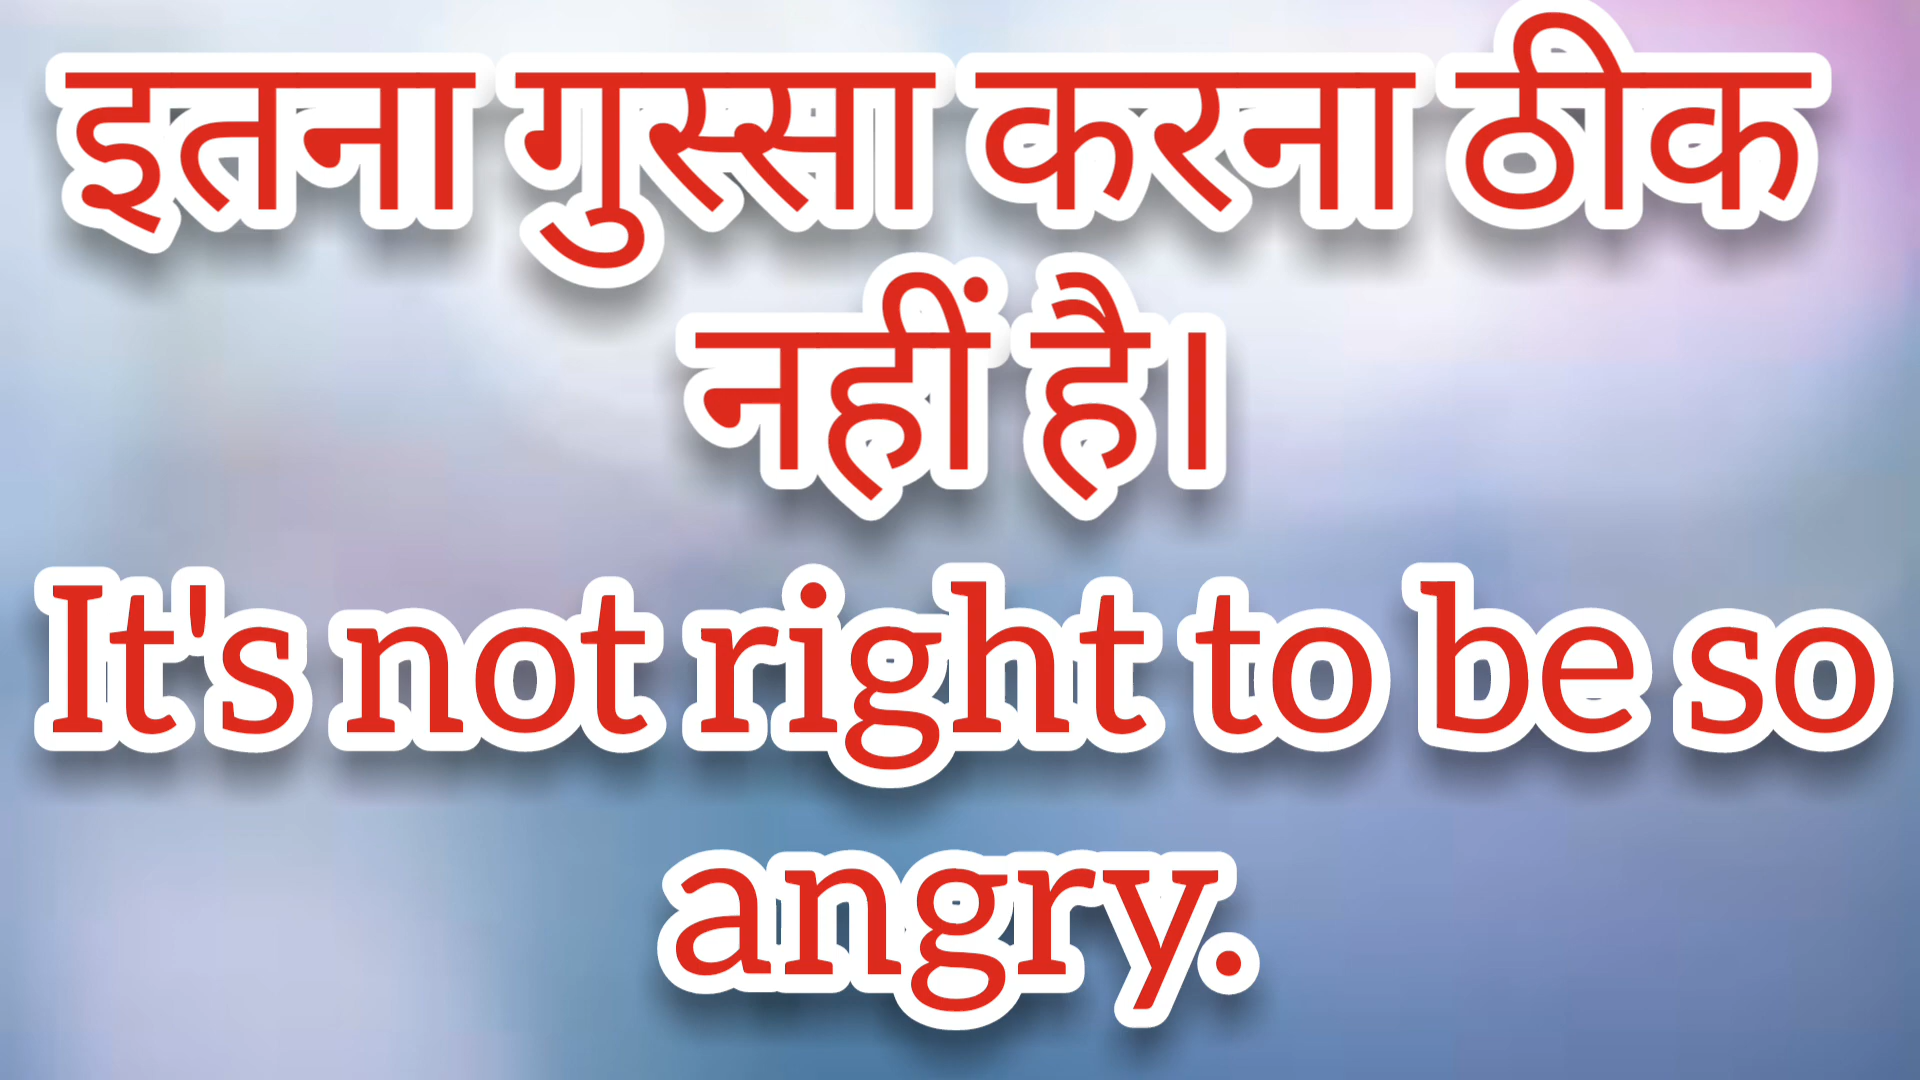 इतना गुस्सा करना ठीक
नहीं है।
It's not right to be so
angry.